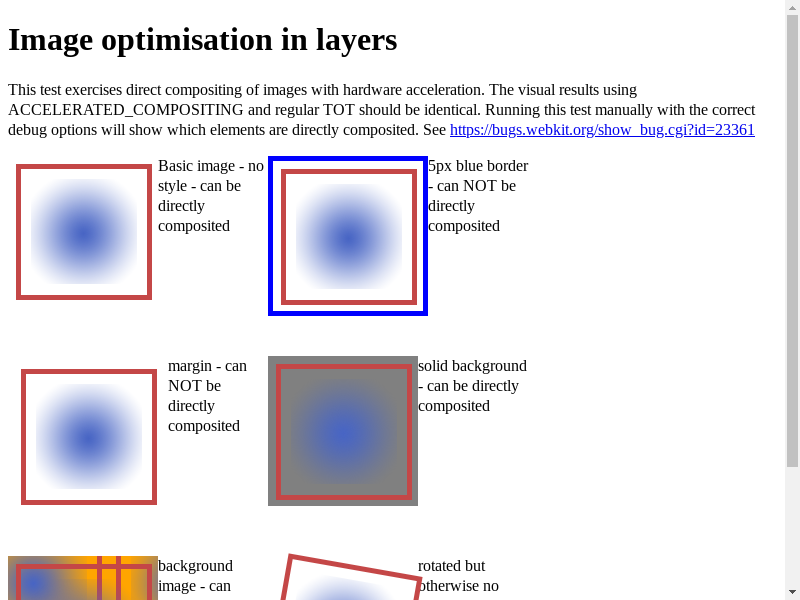 Image optimisation in layers
This test exercises direct compositing of images with hardware acceleration. The visual results using
ACCELERATED_COMPOSITING and regular TOT should be identical. Running this test manually with the correct
debug options will show which elements are directly composited. See https://bugs.webkit.org/show_bug.cgi?id=23361
Basic image - no
style - can be
directly
composited
5px blue border
- can NOT be
directly
composited
margin - can
NOT be
directly
composited
solid background
- can be directly
composited
background
image - can
rotated but
otherwise no